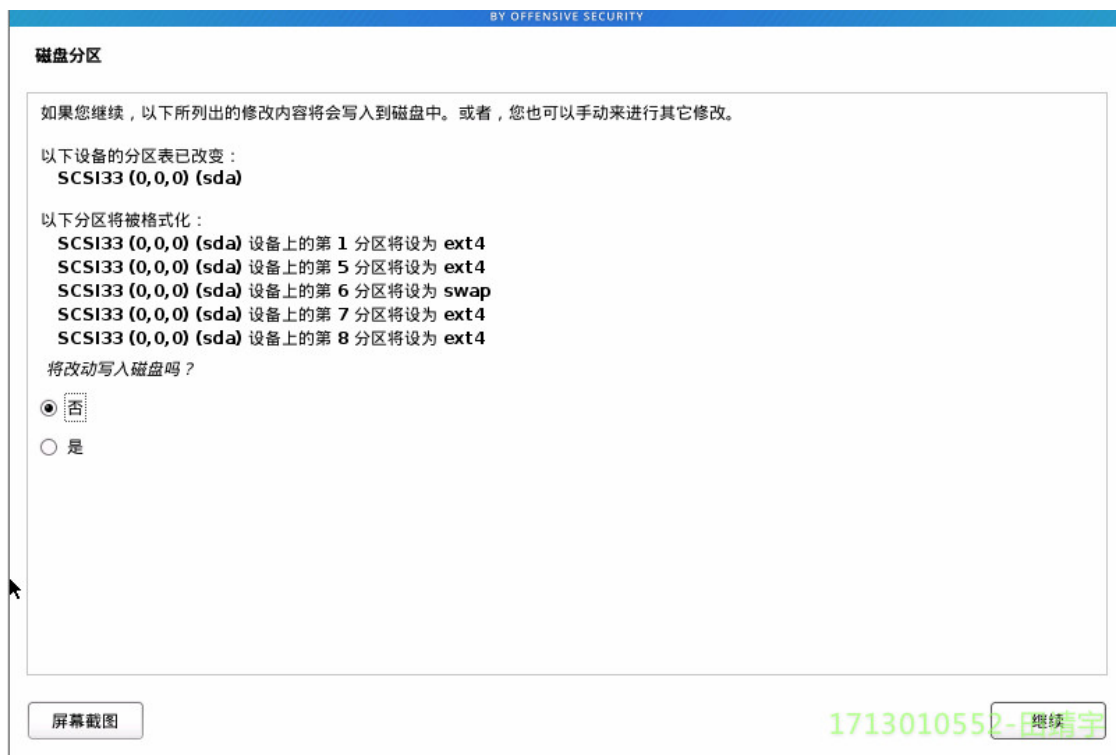 BY OFFENSIVE SECURITY
磁盘分区
如果您继续，以下所列出的修改内容将会写入到磁盘中。或者，您也可以手动来进行其它修改。
以下设备的分区表已改变：
SCSI33 (0,0,0) (sda)
以下分区将被格式化：
SCSI33 (0,0,0) (sda) 设备上的第 1 分区将设为 ext4
SCSI33 (0,0,0) (sda) 设备上的第 5 分区将设为 ext4
SCSI33 (0,0,0) (sda) 设备上的第 6 分区将设为 swap
SCSI33 (0,0,0) (sda) 设备上的第 7 分区将设为 ext4
SCSI33 (0,0,0) (sda) 设备上的第 8 分区将设为 ext4
将改动写入磁盘吗？
否
是
屏幕截图
继续
1713010552-田靖宇